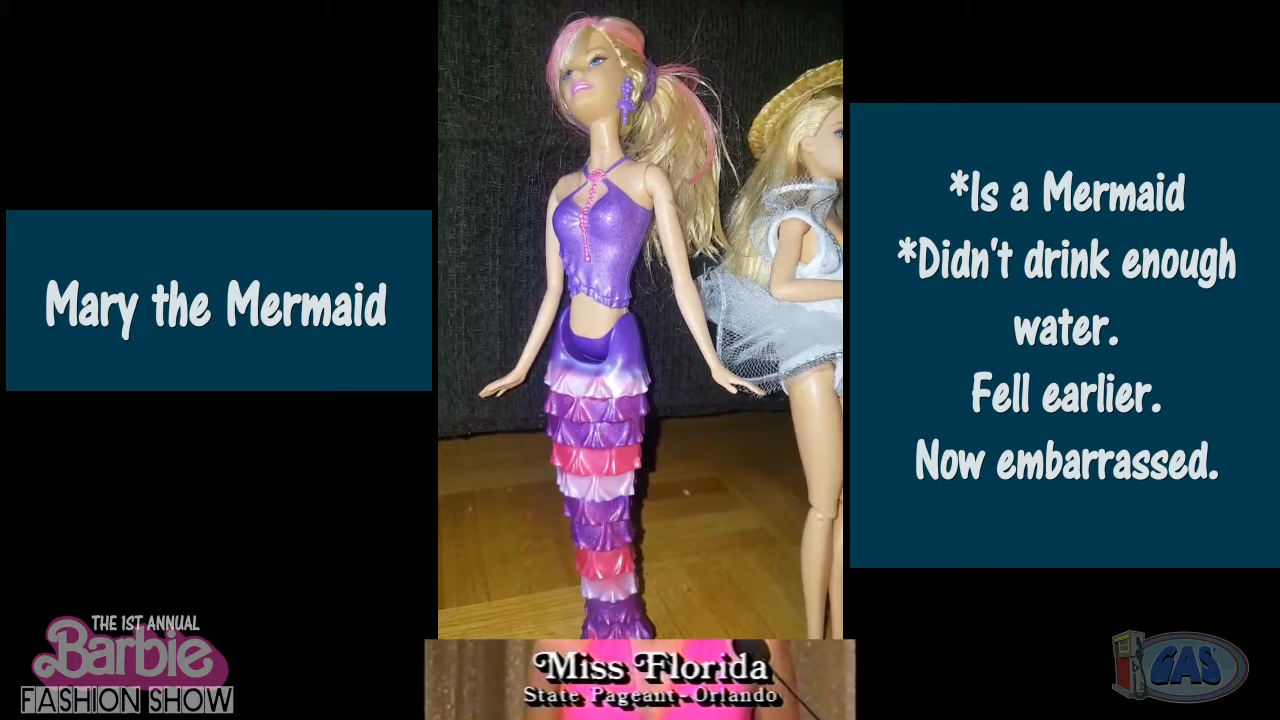 Mary the Mermaid
*Is a Mermaid
*Didn't drink enough
water.
Fell earlier.
Now embarrassed.
THE 1ST ANNUAL
Barbie
FASHION SHOW
Miss Florida
State Pageant - Orlando
GAS